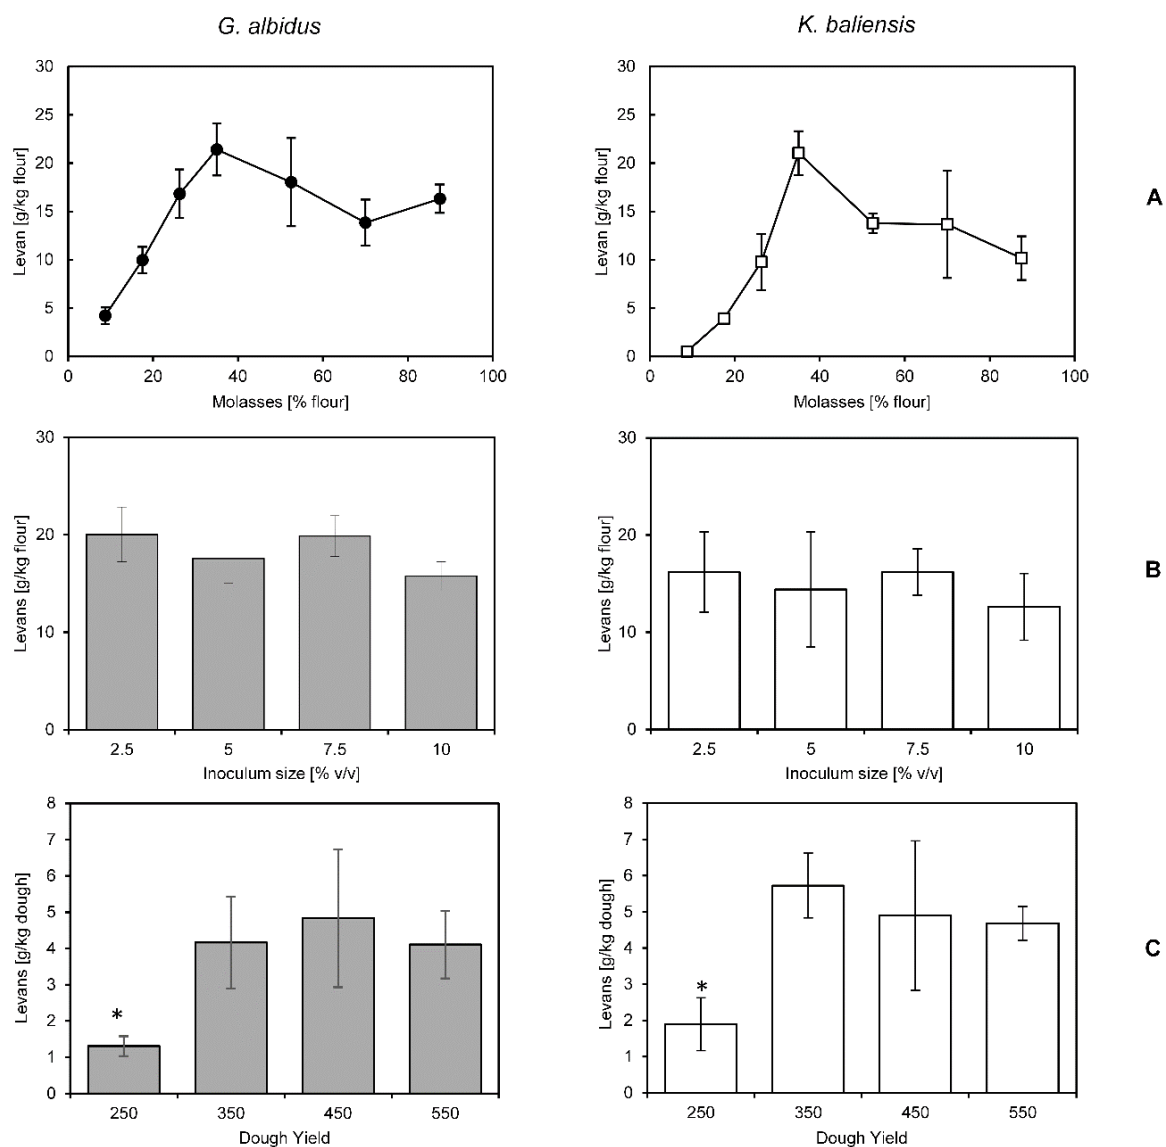 G. albidus
K. baliensis
30
25
20
15
10
5
0
Levan [g/kg flour]
0 20 40 60 80 100
Molasses [% flour]
30
25
20
15
10
5
0
Levan [g/kg flour]
0 20 40 60 80 100
Molasses [% flour]
A
30
20
10
0
Levans [g/kg flour]
2.5 5 7.5 10
Inoculum size [% v/v]
30
20
10
0
Levans [g/kg flour]
2.5 5 7.5 10
Inoculum size [% v/v]
B
8
7
6
5
4
3
2
1
0
Levans [g/kg dough]
*
250 350 450 550
Dough Yield
8
7
6
5
4
3
2
1
0
Levans [g/kg dough]
*
250 350 450 550
Dough Yield
C